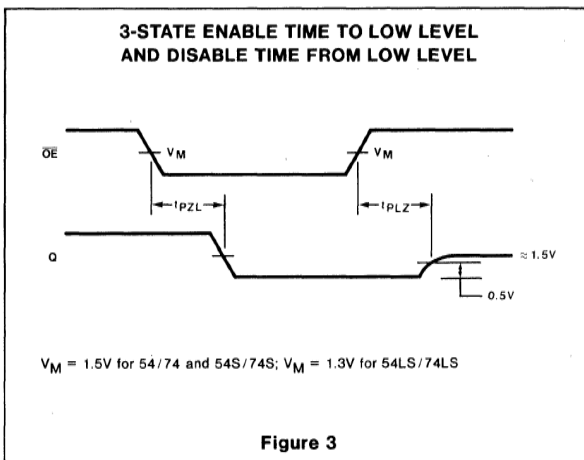 3-STATE ENABLE TIME TO LOW LEVEL
AND DISABLE TIME FROM LOW LEVEL
OE
VM
VM
tPZL
tPLZ
Q
≈ 1.5V
0.5V
VM = 1.5V for 54/74 and 54S/74S; VM = 1.3V for 54LS/74LS
Figure 3